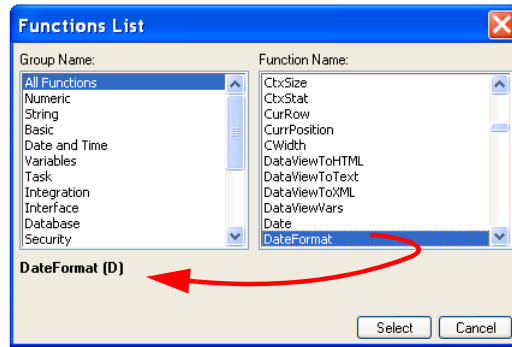 Functions List
Group Name:
All Functions
Numeric
String
Basic
Date and Time
Variables
Task
Integration
Interface
Database
Security
Function Name:
CtxSize
CtxStat
CurRow
CurrPosition
CWidth
DataViewToHTML
DataViewToText
DataViewToXML
DataViewVars
Date
DateFormat
DateFormat (D)
Select
Cancel